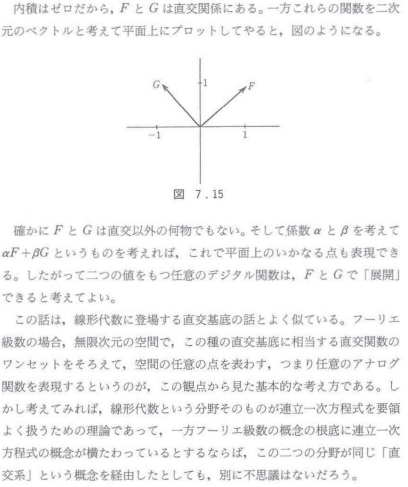 内積はゼロだから，F と G は直交関係にある。一方これらの関数を二次
元のベクトルと考えて平面上にプロットしてやると，図のようになる。
G
1
F
−1
1
図 7.15
確かに F と G は直交以外の何物でもない。そして係数 α と β を考えて
αF+βG というものを考えれば，これで平面上のいかなる点も表現でき
る。したがって二つの値をもつ任意のデジタル関数は，F と G で「展開」
できると考えてよい。
この話は，線形代数に登場する直交基底の話とよく似ている。フーリエ
級数の場合，無限次元の空間で，この種の直交基底に相当する直交関数の
ワンセットをそろえて，空間の任意の点を表わす，つまり任意のアナログ
関数を表現するというのが，この観点から見た基本的な考え方である。し
かし考えてみれば，線形代数という分野そのものが連立一次方程式を要領
よく扱うための理論であって，一方フーリエ級数の概念の根底に連立一次
方程式の概念が横たわっているとするならば，この二つの分野が同じ「直
交系」という概念を経由したとしても，別に不思議はないだろう。